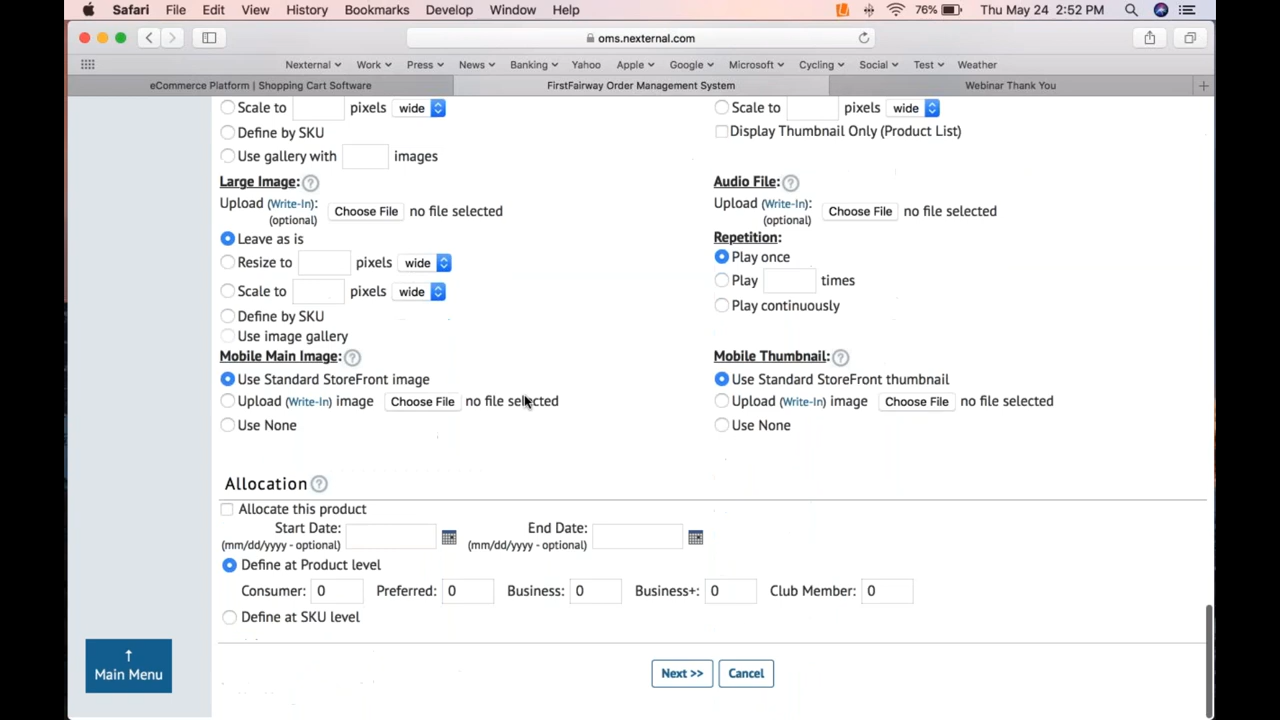 Safari File Edit View History Bookmarks Develop Window Help 76% Thu May 24 2:52 PM
oms.nexternal.com
Nexternal Work Press News Banking Yahoo Apple Google Microsoft Cycling Social Test Weather
eCommerce Platform | Shopping Cart Software FirstFairway Order Management System Webinar Thank You +
Scale to pixels wide Scale to pixels wide
Define by SKU Display Thumbnail Only (Product List)
Use gallery with images
Large Image: ? Audio File: ?
Upload (Write-In): Choose File no file selected Upload (Write-In): Choose File no file selected
(optional) (optional)
Leave as is Repetition:
Resize to pixels wide Play once
Scale to pixels wide Play times
Define by SKU Play continuously
Use image gallery
Mobile Main Image: ? Mobile Thumbnail: ?
Use Standard StoreFront image Use Standard StoreFront thumbnail
Upload (Write-In) image Choose File no file selected Upload (Write-In) image Choose File no file selected
Use None Use None
Allocation ?
Allocate this product
Start Date: End Date:
(mm/dd/yyyy - optional) (mm/dd/yyyy - optional)
Define at Product level
Consumer: 0 Preferred: 0 Business: 0 Business+: 0 Club Member: 0
Define at SKU level
↑
Main Menu
Next >> Cancel